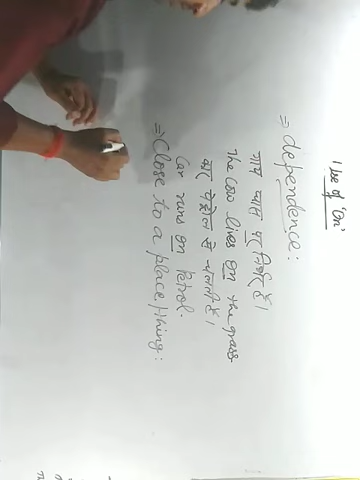 Use of 'On'
⇒ dependence:
गाय घास पर निर्भर है।
The cow lives on the grass
कार पेट्रोल से चलती है।
Car runs on Petrol.
⇒ Close to a place/thing: